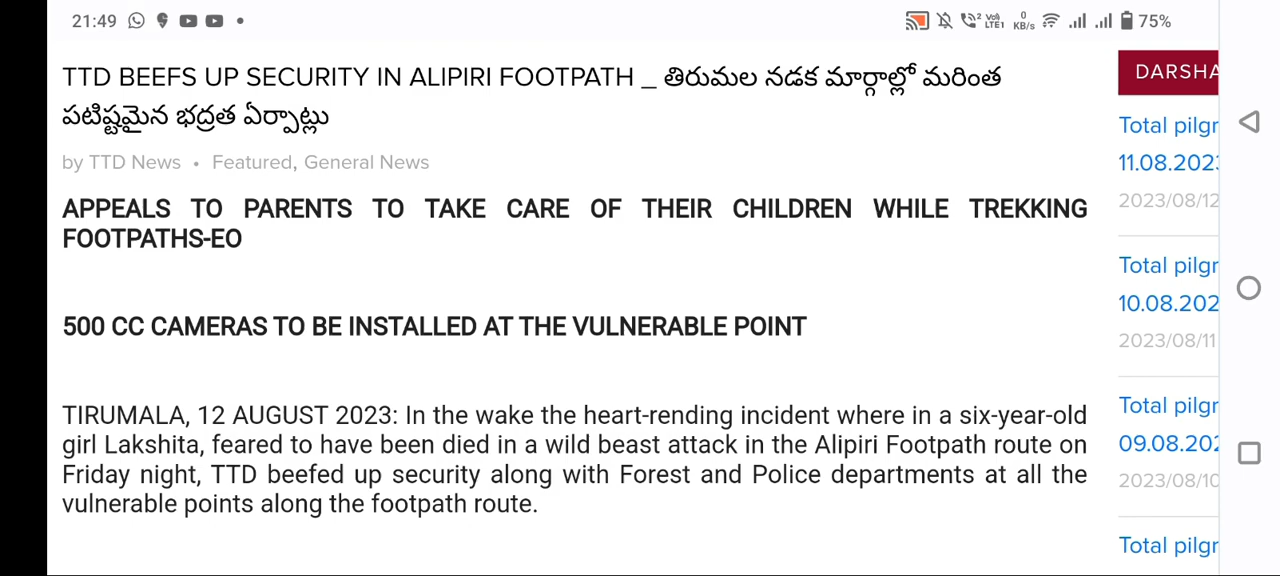 21:49
2 Vo) LTE1 0 KB/s 75%
TTD BEEFS UP SECURITY IN ALIPIRI FOOTPATH _ తిరుమల నడక మార్గాల్లో మరింత
పటిష్టమైన భద్రత ఏర్పాట్లు
by TTD News • Featured, General News
APPEALS TO PARENTS TO TAKE CARE OF THEIR CHILDREN WHILE TREKKING
FOOTPATHS-EO
500 CC CAMERAS TO BE INSTALLED AT THE VULNERABLE POINT
TIRUMALA, 12 AUGUST 2023: In the wake the heart-rending incident where in a six-year-old
girl Lakshita, feared to have been died in a wild beast attack in the Alipiri Footpath route on
Friday night, TTD beefed up security along with Forest and Police departments at all the
vulnerable points along the footpath route.
DARSHA
Total pilgr
11.08.2023
2023/08/12
Total pilgr
10.08.202
2023/08/11
Total pilgr
09.08.202
2023/08/10
Total pilgr